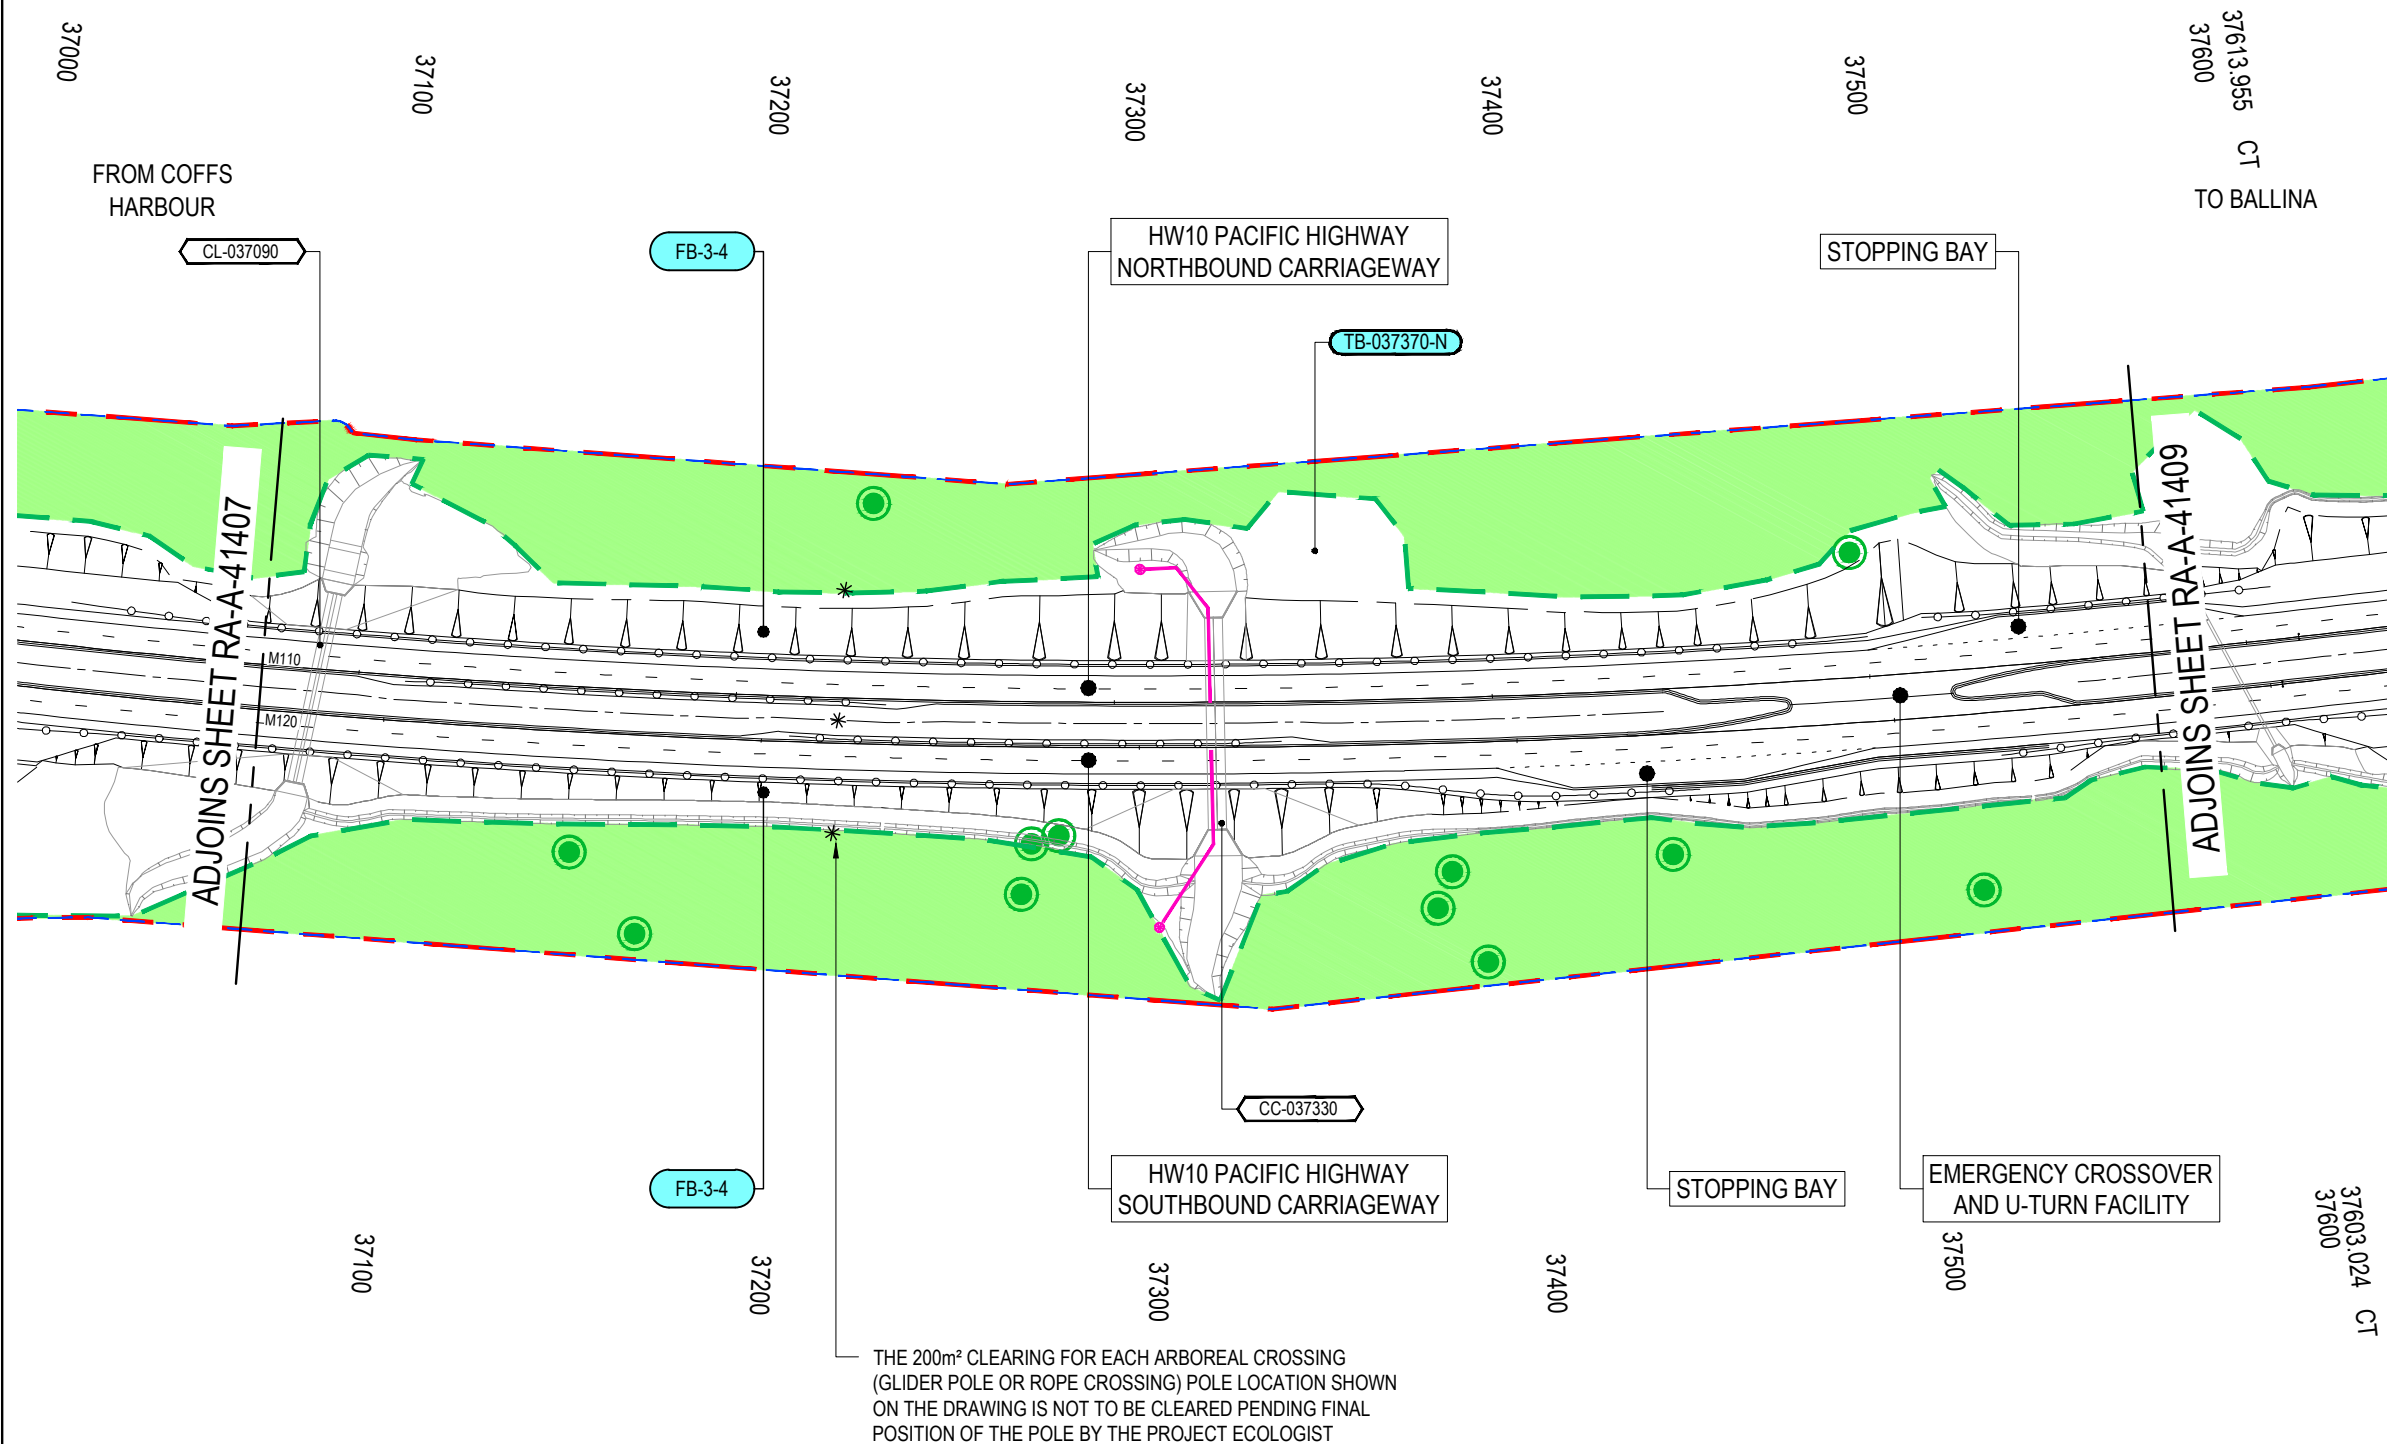 37000
37100
37200
37300
37400
37500
37600
37613.955 CT
FROM COFFS
HARBOUR
TO BALLINA
CL-037090
FB-3-4
HW10 PACIFIC HIGHWAY
NORTHBOUND CARRIAGEWAY
STOPPING BAY
TB-037370-N
ADJOINS SHEET RA-A-41407
ADJOINS SHEET RA-A-41409
M110
M120
CC-037330
FB-3-4
HW10 PACIFIC HIGHWAY
SOUTHBOUND CARRIAGEWAY
STOPPING BAY
EMERGENCY CROSSOVER
AND U-TURN FACILITY
37100
37200
37300
37400
37500
37600
37603.024 CT
THE 200m² CLEARING FOR EACH ARBOREAL CROSSING
(GLIDER POLE OR ROPE CROSSING) POLE LOCATION SHOWN
ON THE DRAWING IS NOT TO BE CLEARED PENDING FINAL
POSITION OF THE POLE BY THE PROJECT ECOLOGIST